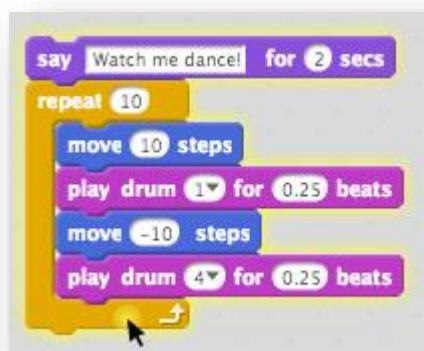 say Watch me dance! for 2 secs
repeat 10
move 10 steps
play drum 1 for 0.25 beats
move -10 steps
play drum 4 for 0.25 beats